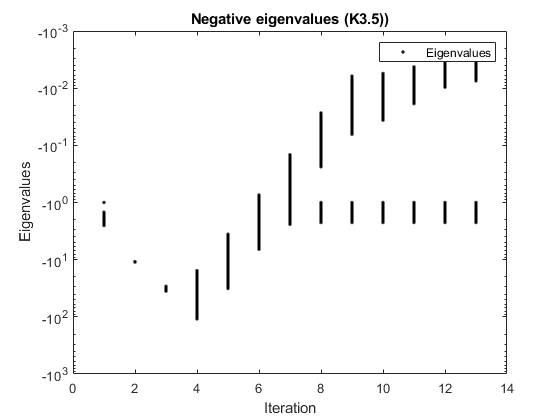 Negative eigenvalues (K3.5))
Eigenvalues
-10^-3
-10^-2
-10^-1
-10^0
-10^1
-10^2
-10^3
Eigenvalues
0 2 4 6 8 10 12 14
Iteration